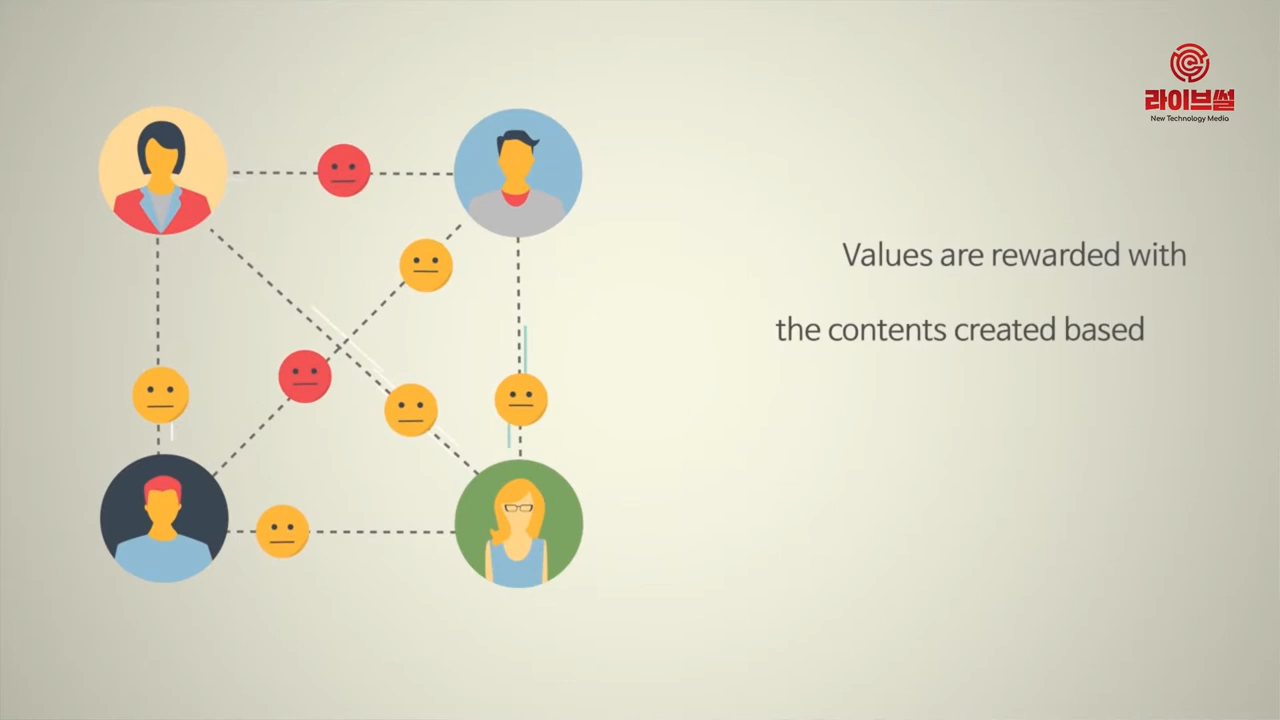 라이브썰
New Technology Media
Values are rewarded with
the contents created based